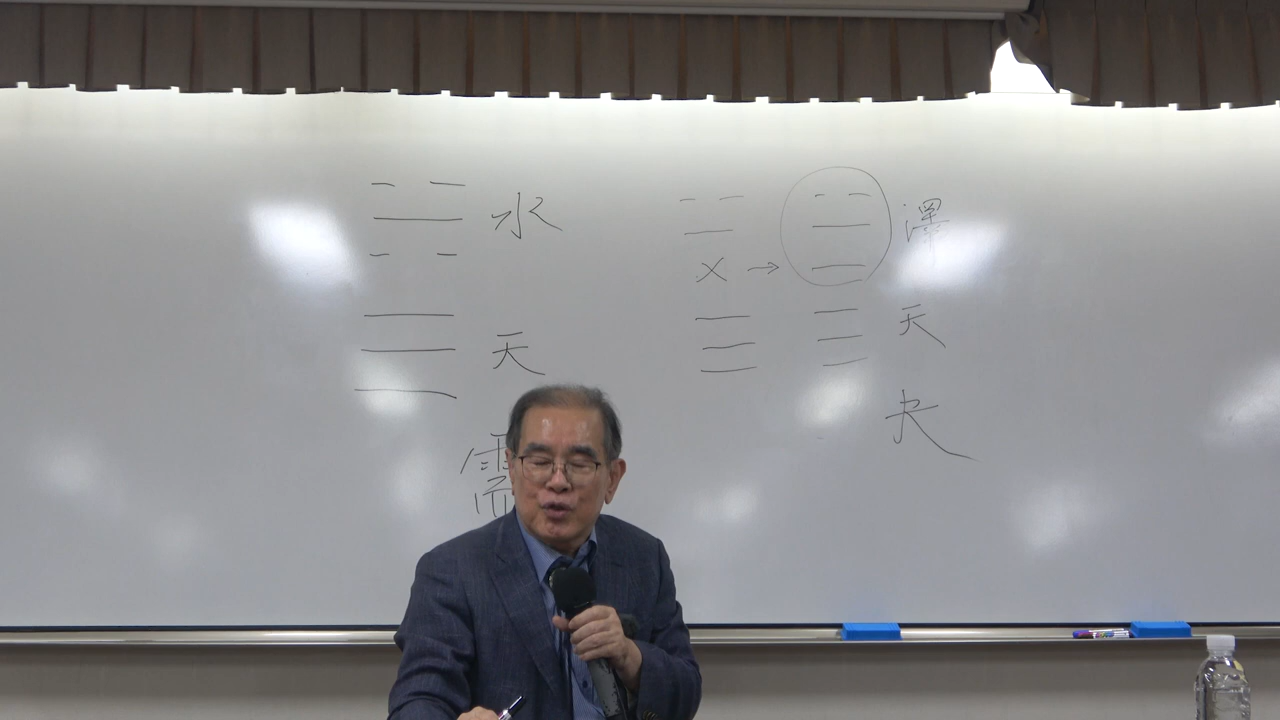 水
天
需
X →
澤
天
夬